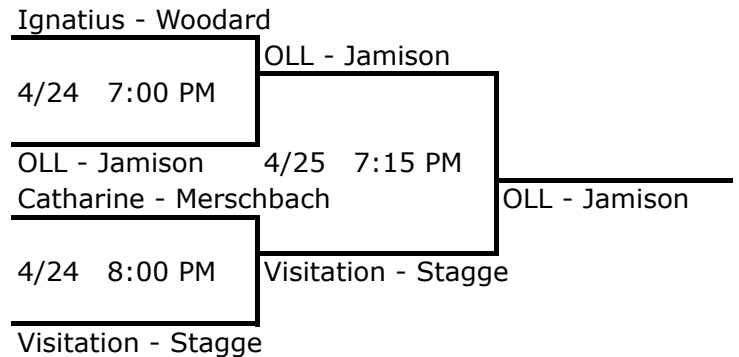 Ignatius - Woodard
OLL - Jamison
4/24 7:00 PM
OLL - Jamison 4/25 7:15 PM
Catharine - Merschbach OLL - Jamison
4/24 8:00 PM Visitation - Stagge
Visitation - Stagge